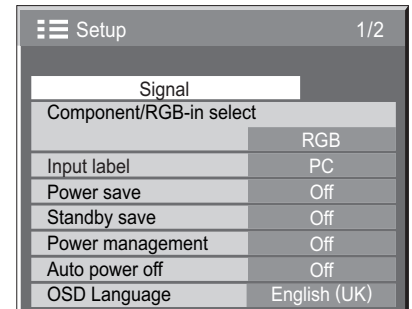 Setup 1/2
Signal
Component/RGB-in select
RGB
Input label PC
Power save Off
Standby save Off
Power management Off
Auto power off Off
OSD Language English (UK)